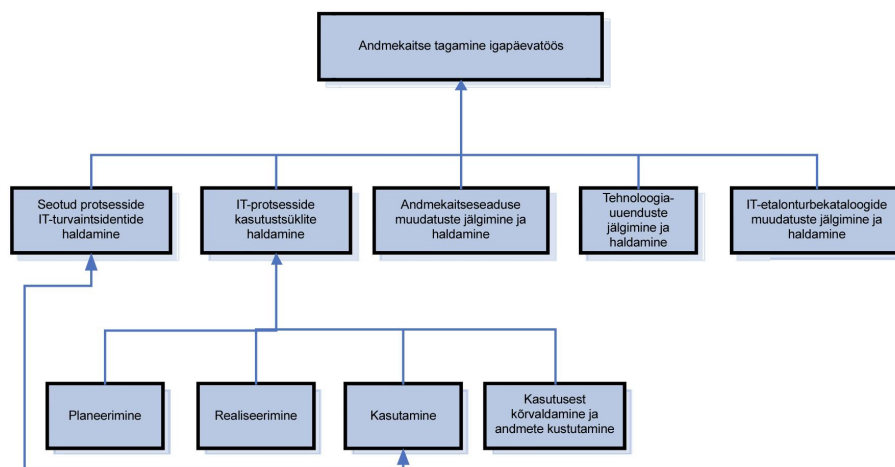 Andmekaitse tagamine igapäevatöös
Seotud protsesside
IT-turvaintsidentide
haldamine
IT-protsesside
kasutustsüklite
haldamine
Andmekaitseseaduse
muudatuste jälgimine ja
haldamine
Tehnoloogia-
uuenduste
jälgimine ja
haldamine
IT-etalonturbekataloogide
muudatuste jälgimine ja
haldamine
Planeerimine
Realiseerimine
Kasutamine
Kasutusest
kõrvaldamine ja
andmete kustutamine